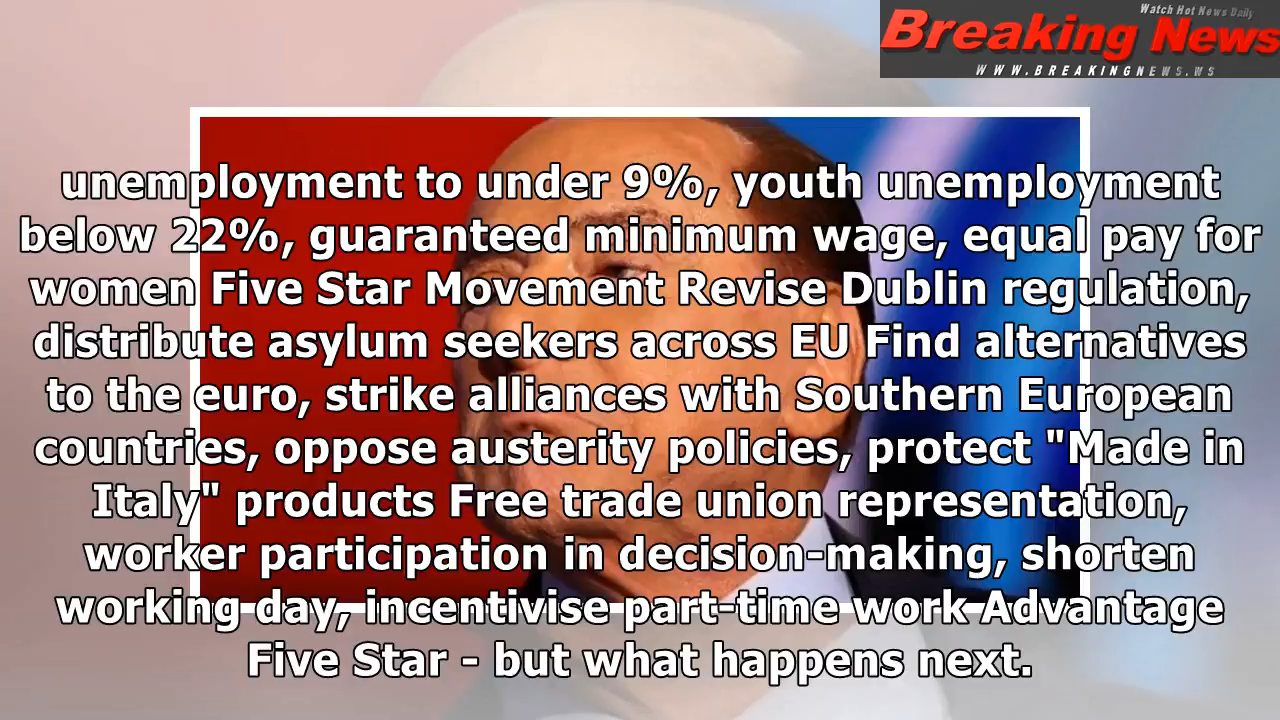 Watch Hot News Daily
Breaking News
WWW.BREAKINGNEWS.WS
unemployment to under 9%, youth unemployment
below 22%, guaranteed minimum wage, equal pay for
women Five Star Movement Revise Dublin regulation,
distribute asylum seekers across EU Find alternatives
to the euro, strike alliances with Southern European
countries, oppose austerity policies, protect "Made in
Italy" products Free trade union representation,
worker participation in decision-making, shorten
working day, incentivise part-time work Advantage
Five Star - but what happens next.